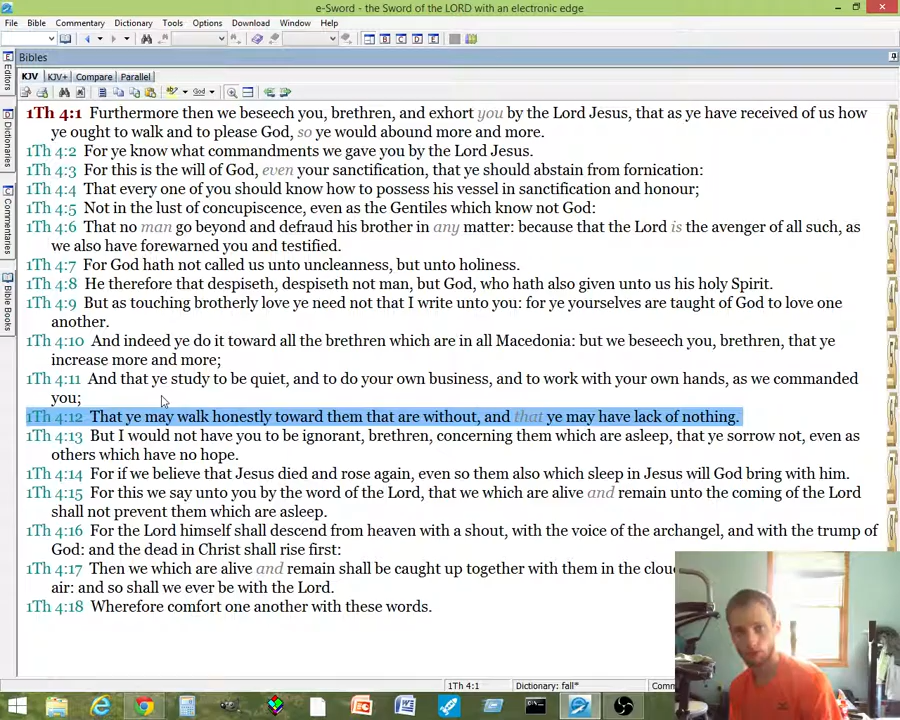 e-Sword - the Sword of the LORD with an electronic edge
File Bible Commentary Dictionary Tools Options Download Window Help
B C D E
Bibles
KJV KJV+ Compare Parallel
Editors
Dictionaries
Commentaries
Bible Books
1Th 4:1 Furthermore then we beseech you, brethren, and exhort you by the Lord Jesus, that as ye have received of us how
ye ought to walk and to please God, so ye would abound more and more.
1Th 4:2 For ye know what commandments we gave you by the Lord Jesus.
1Th 4:3 For this is the will of God, even your sanctification, that ye should abstain from fornication:
1Th 4:4 That every one of you should know how to possess his vessel in sanctification and honour;
1Th 4:5 Not in the lust of concupiscence, even as the Gentiles which know not God:
1Th 4:6 That no man go beyond and defraud his brother in any matter: because that the Lord is the avenger of all such, as
we also have forewarned you and testified.
1Th 4:7 For God hath not called us unto uncleanness, but unto holiness.
1Th 4:8 He therefore that despiseth, despiseth not man, but God, who hath also given unto us his holy Spirit.
1Th 4:9 But as touching brotherly love ye need not that I write unto you: for ye yourselves are taught of God to love one
another.
1Th 4:10 And indeed ye do it toward all the brethren which are in all Macedonia: but we beseech you, brethren, that ye
increase more and more;
1Th 4:11 And that ye study to be quiet, and to do your own business, and to work with your own hands, as we commanded
you;
1Th 4:12 That ye may walk honestly toward them that are without, and that ye may have lack of nothing.
1Th 4:13 But I would not have you to be ignorant, brethren, concerning them which are asleep, that ye sorrow not, even as
others which have no hope.
1Th 4:14 For if we believe that Jesus died and rose again, even so them also which sleep in Jesus will God bring with him.
1Th 4:15 For this we say unto you by the word of the Lord, that we which are alive and remain unto the coming of the Lord
shall not prevent them which are asleep.
1Th 4:16 For the Lord himself shall descend from heaven with a shout, with the voice of the archangel, and with the trump of
God: and the dead in Christ shall rise first:
1Th 4:17 Then we which are alive and remain shall be caught up together with them in the clou
air: and so shall we ever be with the Lord.
1Th 4:18 Wherefore comfort one another with these words.
1Th 4:1 Dictionary: fall* Comm